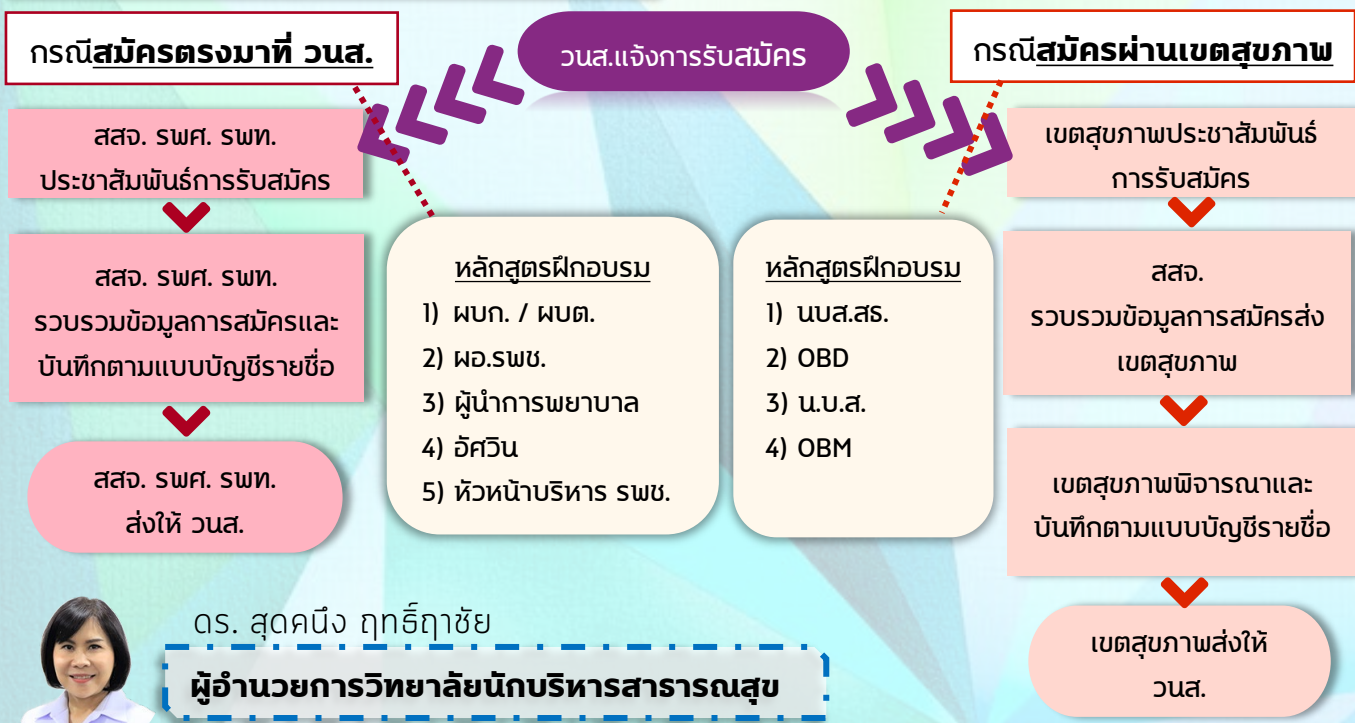 วนส.แจ้งการรับสมัคร
กรณีสมัครตรงมาที่ วนส.
สสจ. รพศ. รพท.
ประชาสัมพันธ์การรับสมัคร
สสจ. รพศ. รพท.
รวบรวมข้อมูลการสมัครและ
บันทึกตามแบบบัญชีรายชื่อ
สสจ. รพศ. รพท.
ส่งให้ วนส.
หลักสูตรฝึกอบรม
1) ผบก. / ผบต.
2) ผอ.รพช.
3) ผู้นำการพยาบาล
4) อัศวิน
5) หัวหน้าบริหาร รพช.
กรณีสมัครผ่านเขตสุขภาพ
หลักสูตรฝึกอบรม
1) นบส.สธ.
2) OBD
3) น.บ.ส.
4) OBM
เขตสุขภาพประชาสัมพันธ์
การรับสมัคร
สสจ.
รวบรวมข้อมูลการสมัครส่ง
เขตสุขภาพ
เขตสุขภาพพิจารณาและ
บันทึกตามแบบบัญชีรายชื่อ
เขตสุขภาพส่งให้
วนส.
ดร. สุดคนึง ฤทธิ์ฤาชัย
ผู้อำนวยการวิทยาลัยนักบริหารสาธารณสุข